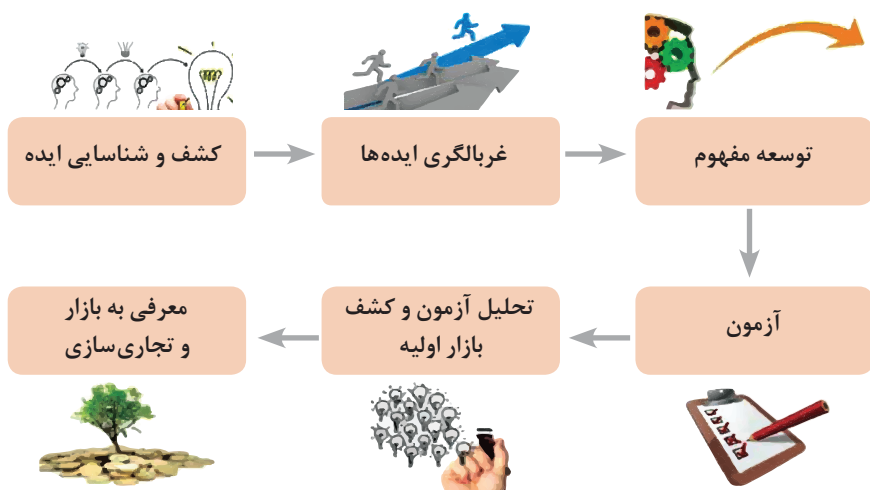 کشف و شناسایی ایده
غربالگری ایده‌ها
توسعه مفهوم
آزمون
تحلیل آزمون و کشف
بازار اولیه
معرفی به بازار
و تجاری‌سازی